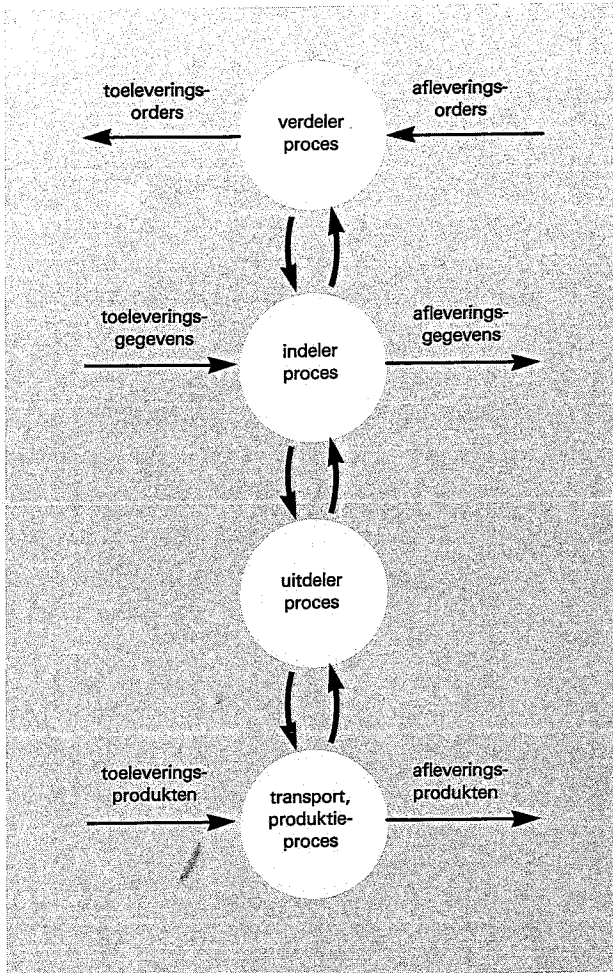 toeleverings-
orders
verdeler
proces
afleverings-
orders
toeleverings-
gegevens
indeler
proces
afleverings-
gegevens
uitdeler
proces
toeleverings-
produkten
transport,
produktie-
proces
afleverings-
produkten